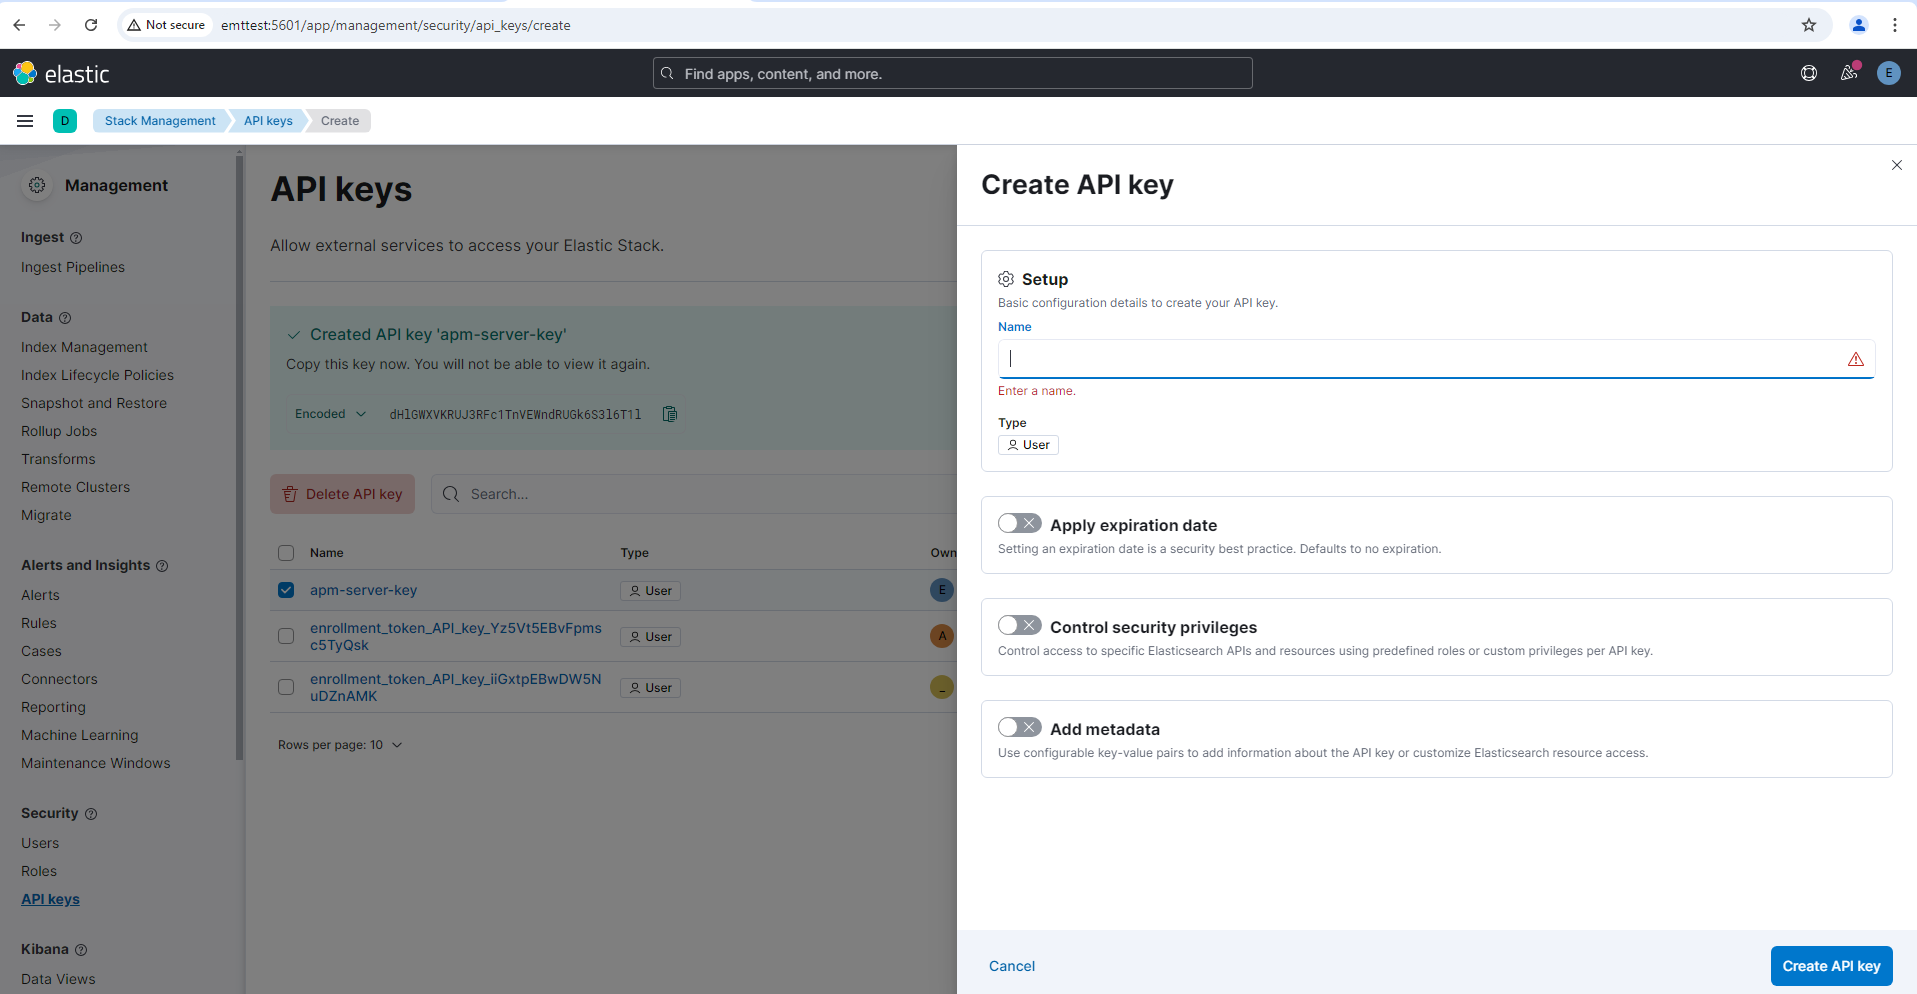 Not secure
emttest:5601/app/management/security/api_keys/create
elastic
Find apps, content, and more.
E
D
Stack Management
API keys
Create
Management
Ingest
Ingest Pipelines
Data
Index Management
Index Lifecycle Policies
Snapshot and Restore
Rollup Jobs
Transforms
Remote Clusters
Migrate
Alerts and Insights
Alerts
Rules
Cases
Connectors
Reporting
Machine Learning
Maintenance Windows
Security
Users
Roles
API keys
Kibana
Data Views
API keys
Allow external services to access your Elastic Stack.
Created API key 'apm-server-key'
Copy this key now. You will not be able to view it again.
Encoded dHlGWXVKRUJ3RFc1TnVEWndRUGk6S3l6T1l
Delete API key
Search...
Name Type Own
apm-server-key User E
enrollment_token_API_key_Yz5Vt5EBvFpms
c5TyQsk
User A
enrollment_token_API_key_iiGxtpEBwDW5N
uDZnAMK
User _
Rows per page: 10
Create API key
Setup
Basic configuration details to create your API key.
Name
Enter a name.
Type
User
Apply expiration date
Setting an expiration date is a security best practice. Defaults to no expiration.
Control security privileges
Control access to specific Elasticsearch APIs and resources using predefined roles or custom privileges per API key.
Add metadata
Use configurable key-value pairs to add information about the API key or customize Elasticsearch resource access.
Cancel
Create API key